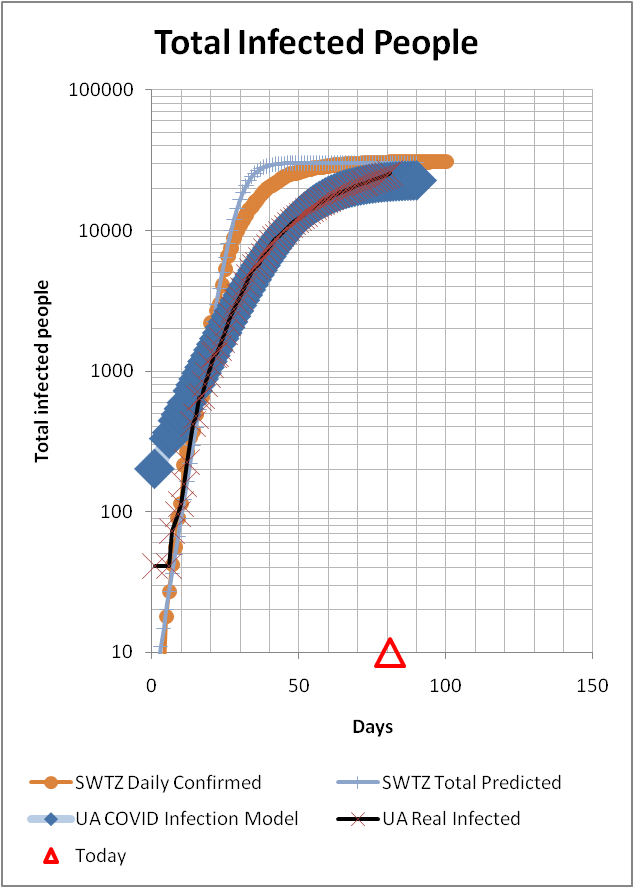 Total Infected People
Total infected people
100000
10000
1000
100
10
0 50 100 150
Days
SWTZ Daily Confirmed SWTZ Total Predicted
UA COVID Infection Model UA Real Infected
Today